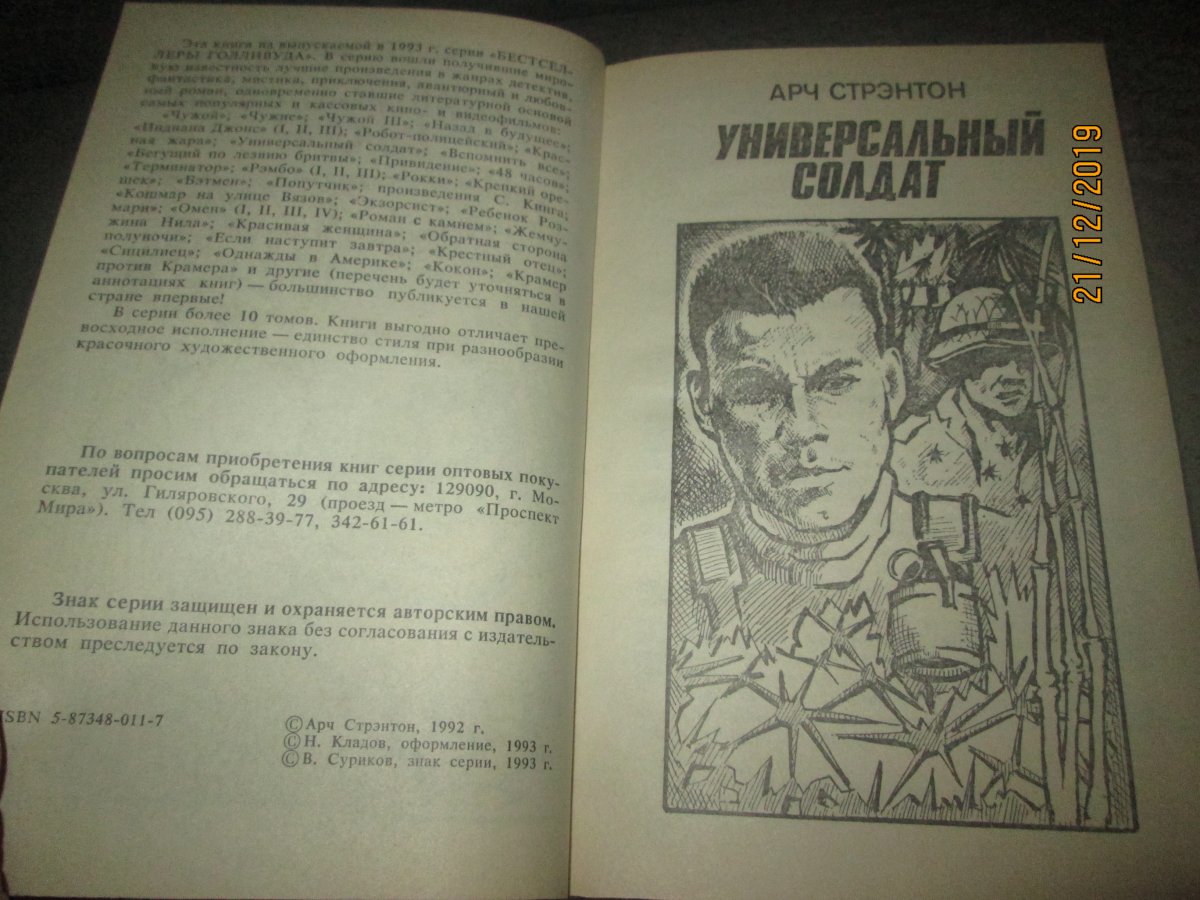 Эта книга из выпускаемой в 1993 г. серии «БЕСТСЕЛ-
ЛЕРЫ ГОЛЛИВУДА». В серию вошли получившие миро-
вую известность лучшие произведения в жанрах детектив,
фантастика, мистика, приключения, авантюрный и любов-
ный роман, одновременно ставшие литературной основой
самых популярных и кассовых кино- и видеофильмов:
«Чужой»; «Чужие»; «Чужой III»; «Назад в будущее»;
«Индиана Джонс» (I, II, III); «Робот-полицейский»; «Крас-
ная жара»; «Универсальный солдат»; «Вспомнить все»;
«Бегущий по лезвию бритвы»; «Привидение»; «48 часов»;
«Терминатор»; «Рэмбо» (I, II, III); «Рокки»; «Крепкий оре-
шек»; «Бэтмен»; «Попутчик»; произведения С. Кинга;
«Кошмар на улице Вязов»; «Экзорсист»; «Ребенок Роз-
мари»; «Омен» (I, II, III, IV); «Роман с камнем»; «Жемчу-
жина Нила»; «Красивая женщина»; «Обратная сторона
полуночи»; «Если наступит завтра»; «Крестный отец»;
«Сицилиец»; «Однажды в Америке»; «Кокон»; «Крамер
против Крамера» и другие (перечень будет уточняться в
аннотациях книг) — большинство публикуется в нашей
стране впервые!
В серии более 10 томов. Книги выгодно отличает пре-
восходное исполнение — единство стиля при разнообразии
красочного художественного оформления.
По вопросам приобретения книг серии оптовых поку-
пателей просим обращаться по адресу: 129090, г. Мо-
сква, ул. Гиляровского, 29 (проезд — метро «Проспект
Мира»). Тел (095) 288-39-77, 342-61-61.
Знак серии защищен и охраняется авторским правом.
Использование данного знака без согласования с издатель-
ством преследуется по закону.
ISBN 5-87348-011-7
© Арч Стрэнтон, 1992 г.
© Н. Кладов, оформление, 1993 г.
© В. Суриков, знак серии, 1993 г.
АРЧ СТРЭНТОН
УНИВЕРСАЛЬНЫЙ
СОЛДАТ
21/12/2019